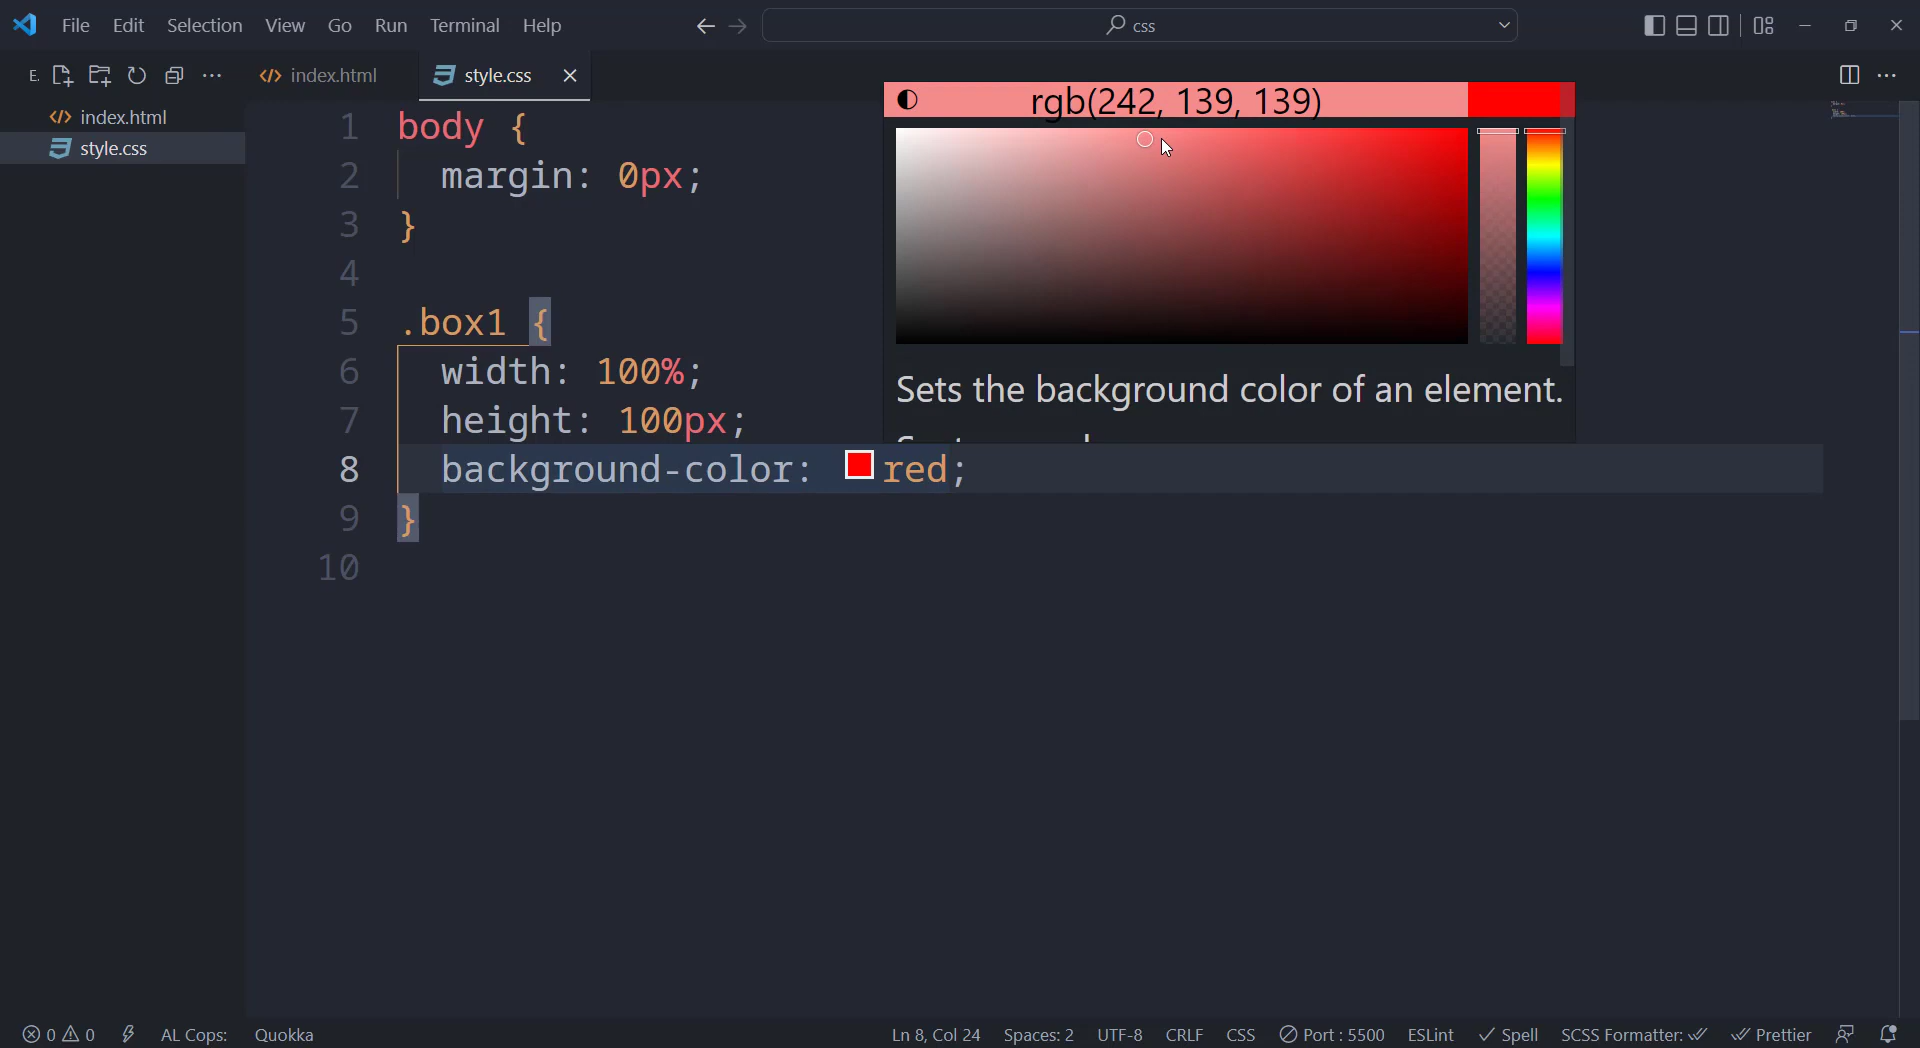 File Edit Selection View Go Run Terminal Help css
E. index.html style.css
index.html
style.css
rgb(242, 139, 139)
1 body {
2 margin: 0px;
3 }
4
5 .box1 {
6 width: 100%;
7 height: 100px;
8 background-color: red;
9 }
10
Sets the background color of an element.
0 0 AL Cops: Quokka Ln 8, Col 24 Spaces: 2 UTF-8 CRLF CSS Port : 5500 ESLint Spell SCSS Formatter: Prettier